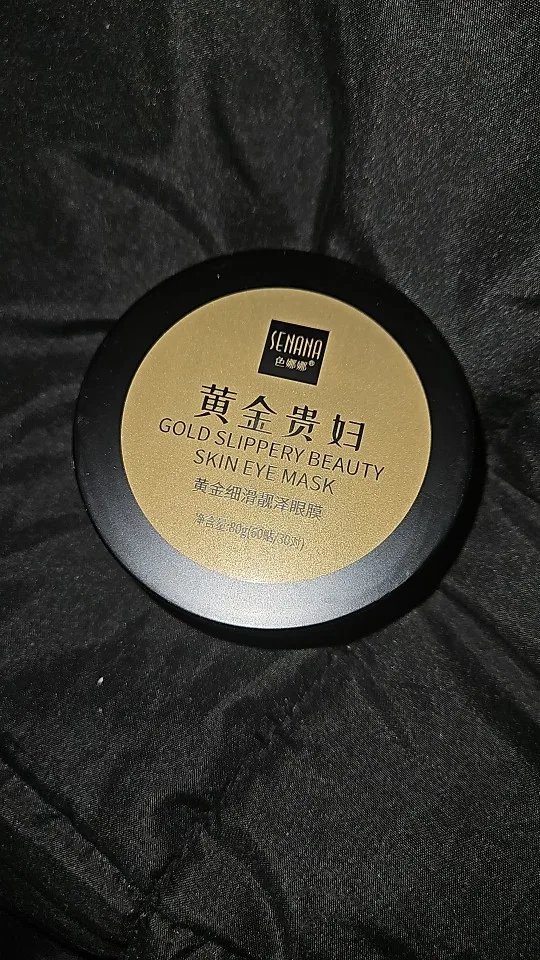 SENANA
色娜娜®
黄金贵妇
GOLD SLIPPERY BEAUTY
SKIN EYE MASK
黄金细滑靓泽眼膜
净含量:80g(60贴/30对)